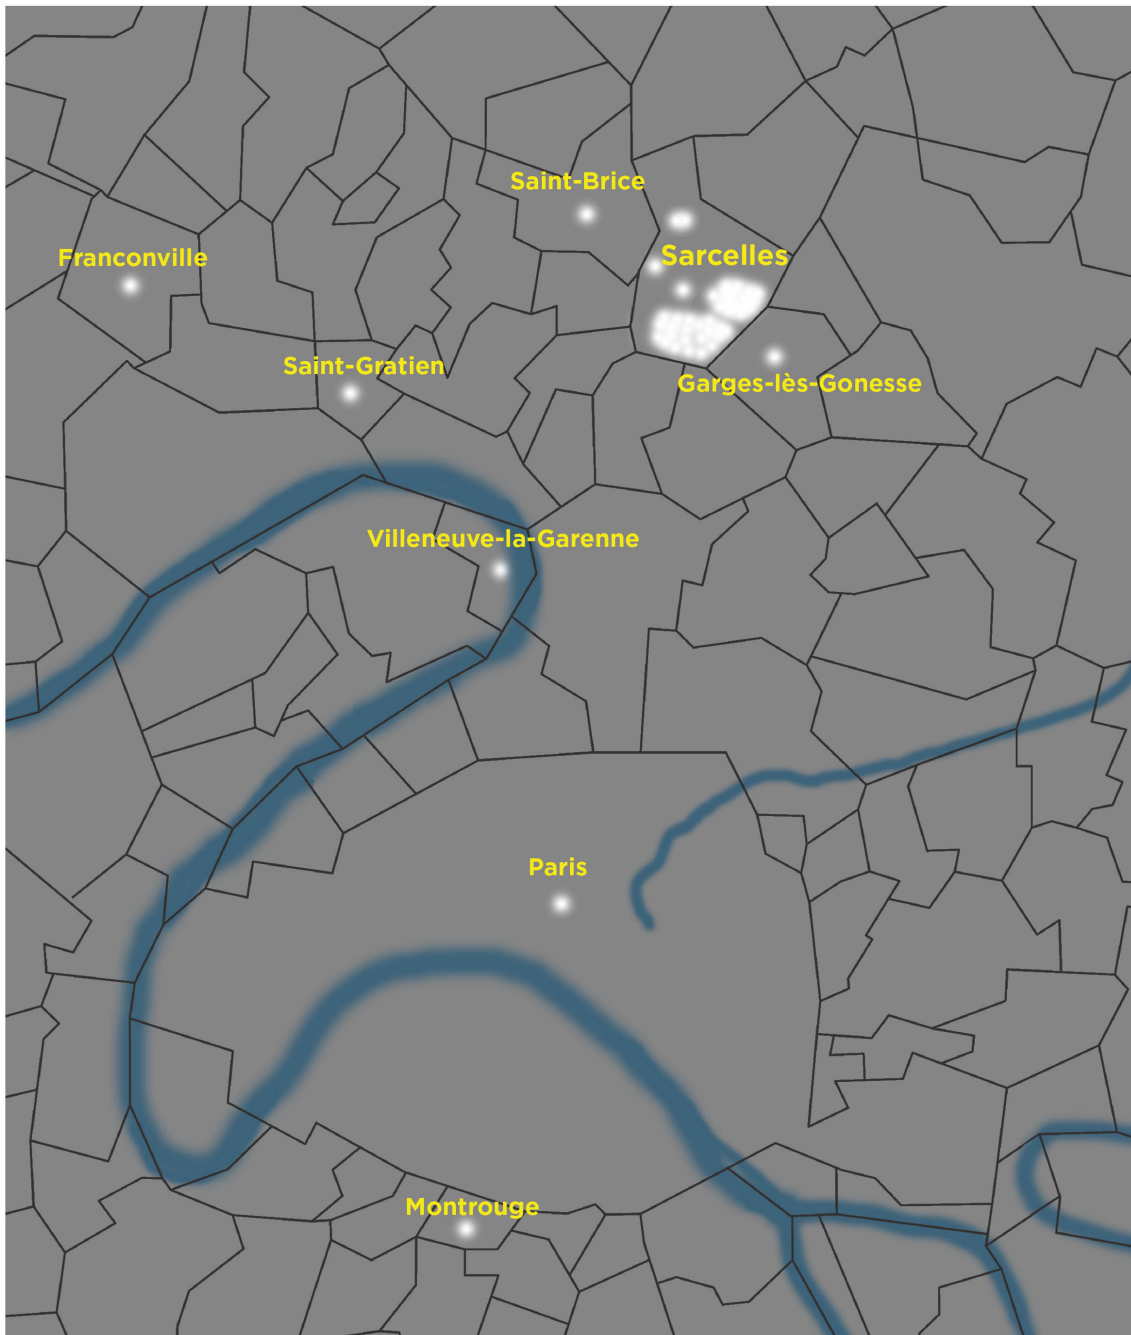 Saint-Brice
Sarcelles
Franconville
Saint-Gratien
Garges-lès-Gonesse
Villeneuve-la-Garenne
Paris
Montrouge